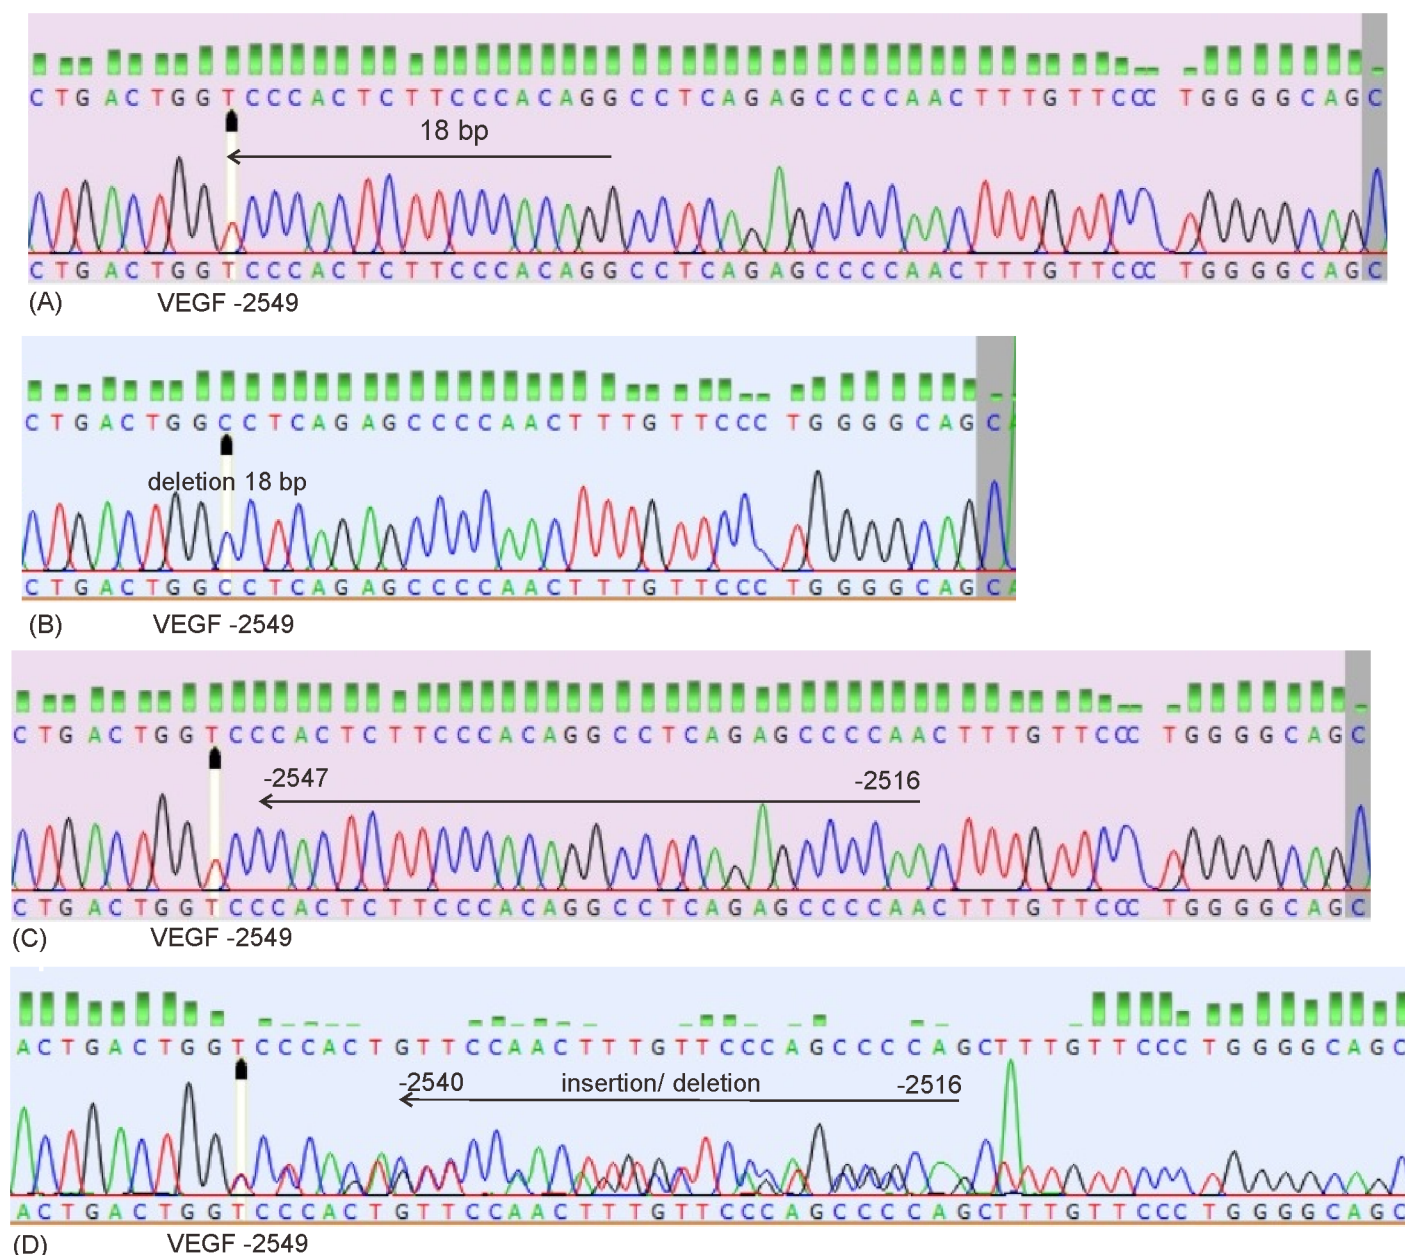 C T G A C T G G T C C C A C T C T T C C C A C A G G C C T C A G A G C C C C A A C T T T G T T C C C T G G G G C A G C
18 bp
C T G A C T G G T C C C A C T C T T C C C A C A G G C C T C A G A G C C C C A A C T T T G T T C C C T G G G G C A G C
(A) VEGF -2549
C T G A C T G G C C T C A G A G C C C C A A C T T T G T T C C C T G G G G C A G C A
deletion 18 bp
C T G A C T G G C C T C A G A G C C C C A A C T T T G T T C C C T G G G G C A G C A
(B) VEGF -2549
C T G A C T G G T C C C A C T C T T C C C A C A G G C C T C A G A G C C C C A A C T T T G T T C C C T G G G G C A G C
-2547 -2516
C T G A C T G G T C C C A C T C T T C C C A C A G G C C T C A G A G C C C C A A C T T T G T T C C C T G G G G C A G C
(C) VEGF -2549
A C T G A C T G G T C C C A C T G T T C C A A C T T T G T T C C C A G C C C C A G C T T T G T T C C C T G G G G C A G C
-2540 insertion/ deletion -2516
A C T G A C T G G T C C C A C T G T T C C A A C T T T G T T C C C A G C C C C A G C T T T G T T C C C T G G G G C A G C
(D) VEGF -2549